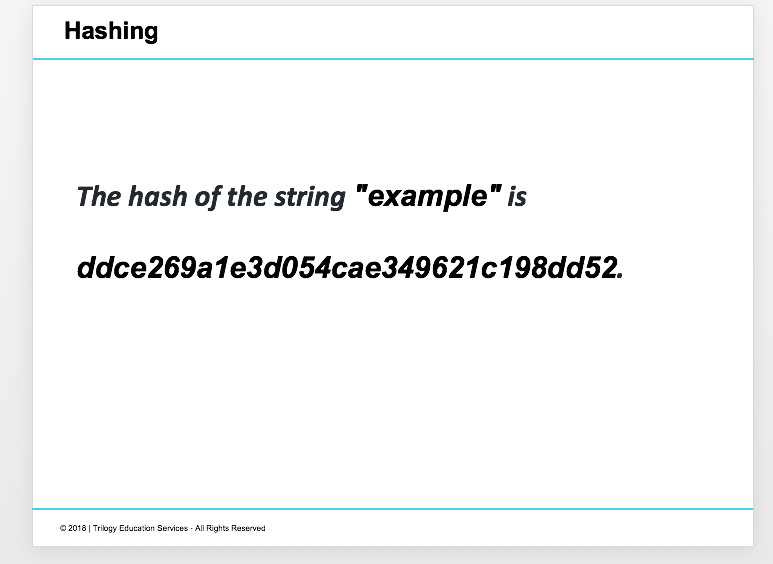 Hashing
The hash of the string "example" is
ddce269a1e3d054cae349621c198dd52.
© 2018 | Trilogy Education Services - All Rights Reserved